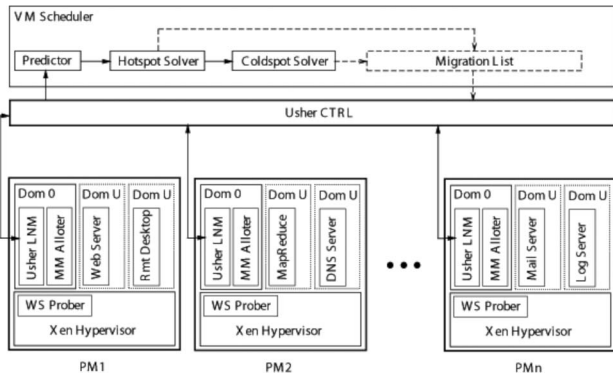 VM Scheduler
Predictor
Hotspot Solver
Coldspot Solver
Migration List
Usher CTRL
Dom 0
Dom U
Dom U
Usher LNM
MM Alloter
Web Server
Rmt Desktop
WS Prober
Xen Hypervisor
PM1
Dom 0
Dom U
Dom U
Usher LNM
MM Alloter
MapReduce
DNS Server
WS Prober
Xen Hypervisor
PM2
Dom 0
Dom U
Dom U
Usher LNM
MM Alloter
Mail Server
Log Server
WS Prober
Xen Hypervisor
PMn